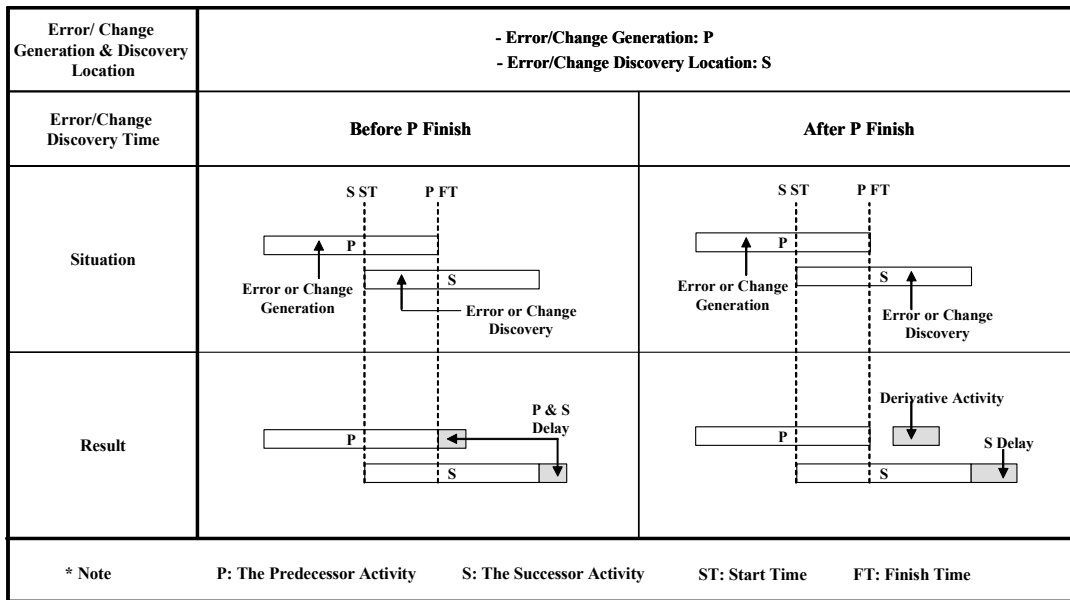 Error/ Change
Generation & Discovery
Location
- Error/Change Generation: P
- Error/Change Discovery Location: S
Error/Change
Discovery Time
Before P Finish
After P Finish
Situation
S ST
P FT
P
S
Error or Change
Generation
Error or Change
Discovery
S ST
P FT
P
S
Error or Change
Generation
Error or Change
Discovery
Result
P & S
Delay
P
S
Derivative Activity
P
S Delay
S
* Note
P: The Predecessor Activity
S: The Successor Activity
ST: Start Time
FT: Finish Time